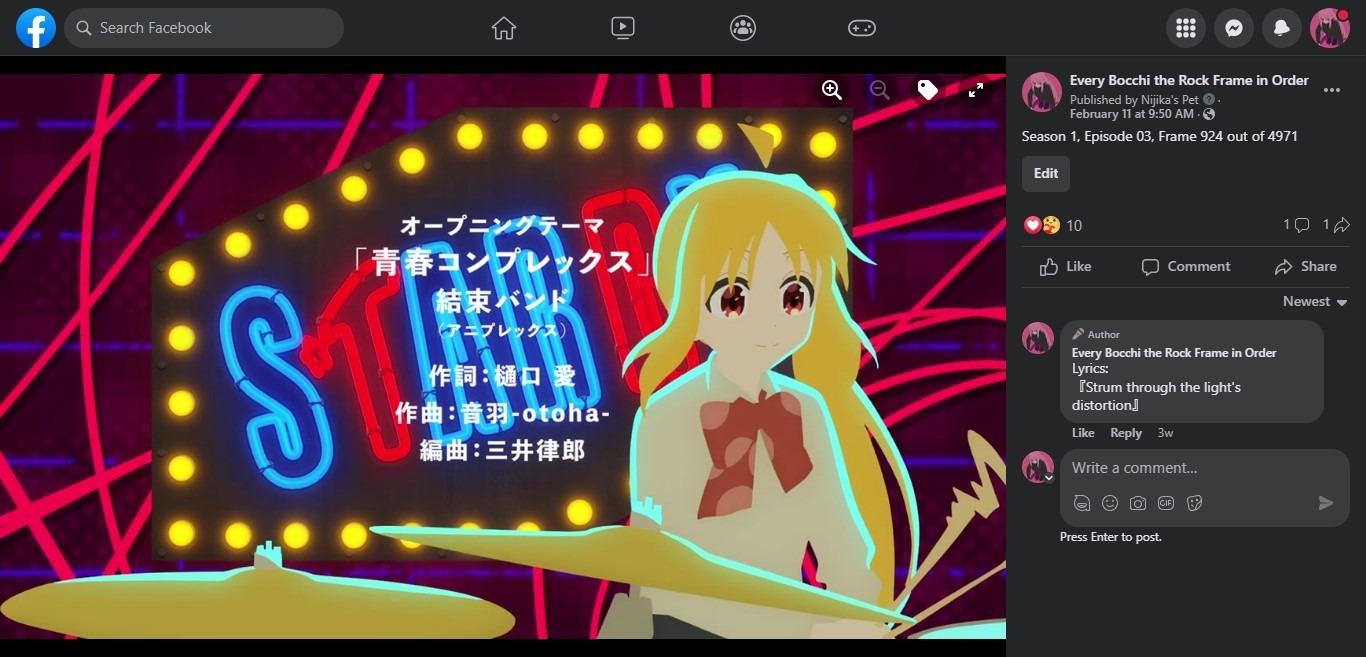 Search Facebook
STARRY
オープニングテーマ
「青春コンプレックス」
結束バンド
(アニプレックス)
作詞:樋口 愛
作曲:音羽-otoha-
編曲:三井律郎
Every Bocchi the Rock Frame in Order
Published by Nijika's Pet ·
February 11 at 9:50 AM ·
Season 1, Episode 03, Frame 924 out of 4971
Edit
10
1 1
Like Comment Share
Newest
Author
Every Bocchi the Rock Frame in Order
Lyrics:
『Strum through the light's
distortion』
Like Reply 3w
Write a comment...
GIF
Press Enter to post.